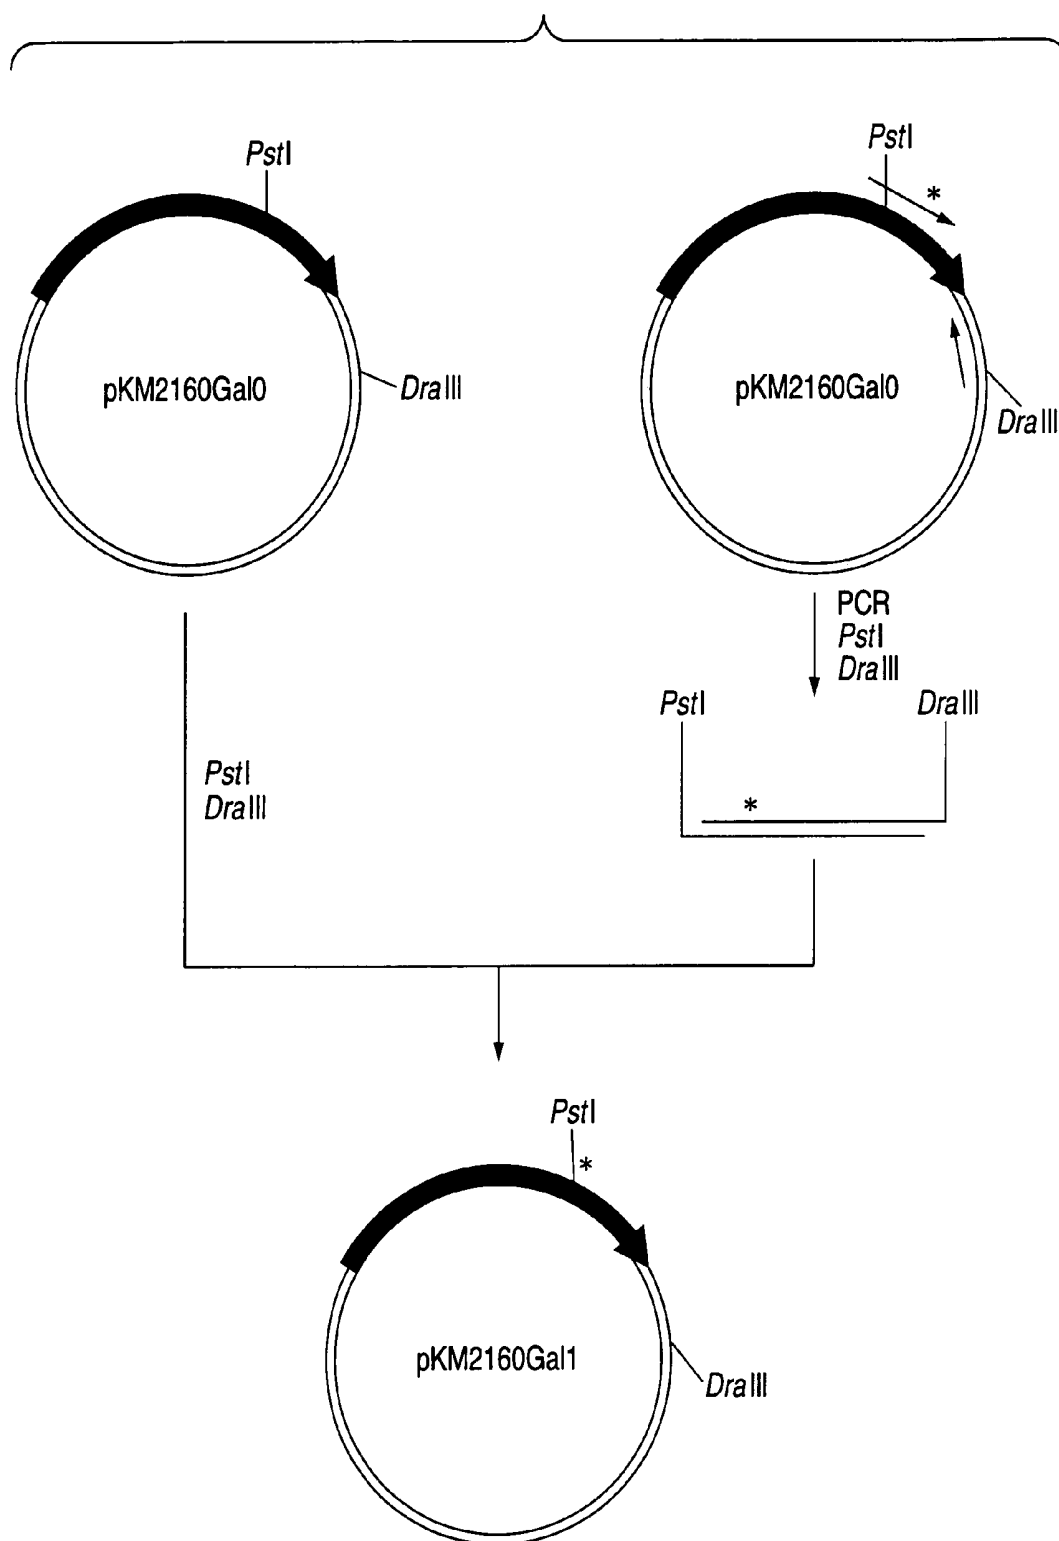 PstI
PstI
*
pKM2160Gal0
DraIII
pKM2160Gal0
DraIII
PCR
PstI
DraIII
PstI
DraIII
PstI
DraIII
*
PstI
*
pKM2160Gal1
DraIII